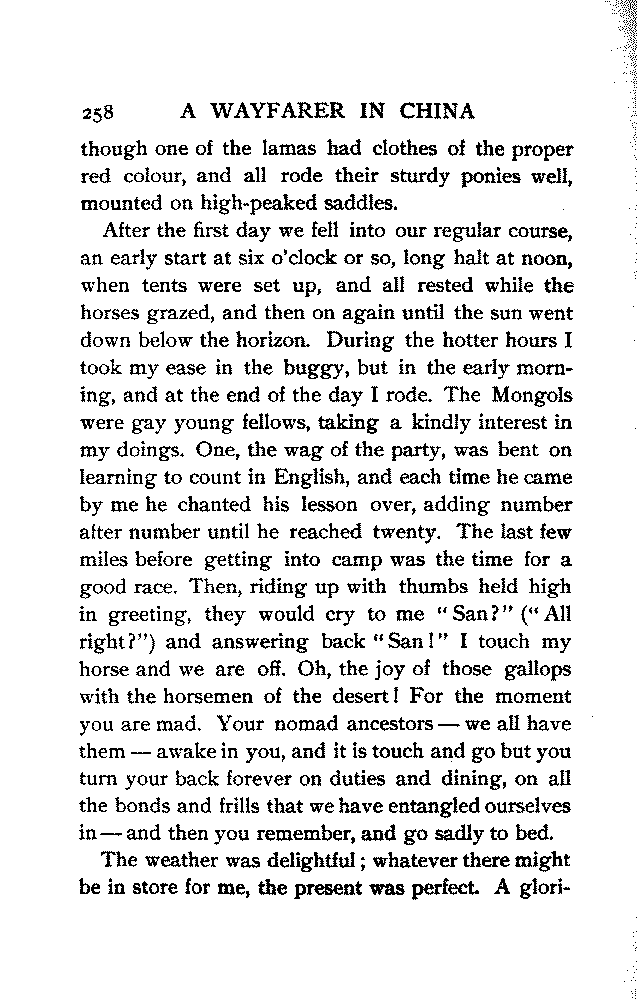 258 A WAYFARER IN CHINA
though one of the lamas had clothes of the proper
red colour, and all rode their sturdy ponies well,
mounted on high-peaked saddles.
After the first day we fell into our regular course,
an early start at six o'clock or so, long halt at noon,
when tents were set up, and all rested while the
horses grazed, and then on again until the sun went
down below the horizon. During the hotter hours I
took my ease in the buggy, but in the early morn-
ing, and at the end of the day I rode. The Mongols
were gay young fellows, taking a kindly interest in
my doings. One, the wag of the party, was bent on
learning to count in English, and each time he came
by me he chanted his lesson over, adding number
after number until he reached twenty. The last few
miles before getting into camp was the time for a
good race. Then, riding up with thumbs held high
in greeting, they would cry to me "San?" ("All
right?") and answering back "San!" I touch my
horse and we are off. Oh, the joy of those gallops
with the horsemen of the desert! For the moment
you are mad. Your nomad ancestors — we all have
them — awake in you, and it is touch and go but you
turn your back forever on duties and dining, on all
the bonds and frills that we have entangled ourselves
in — and then you remember, and go sadly to bed.
The weather was delightful; whatever there might
be in store for me, the present was perfect. A glori-